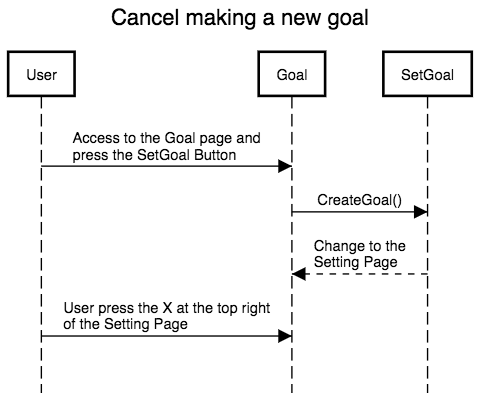 Cancel making a new goal
User
Goal
SetGoal
Access to the Goal page and
press the SetGoal Button
CreateGoal()
Change to the
Setting Page
User press the X at the top right
of the Setting Page